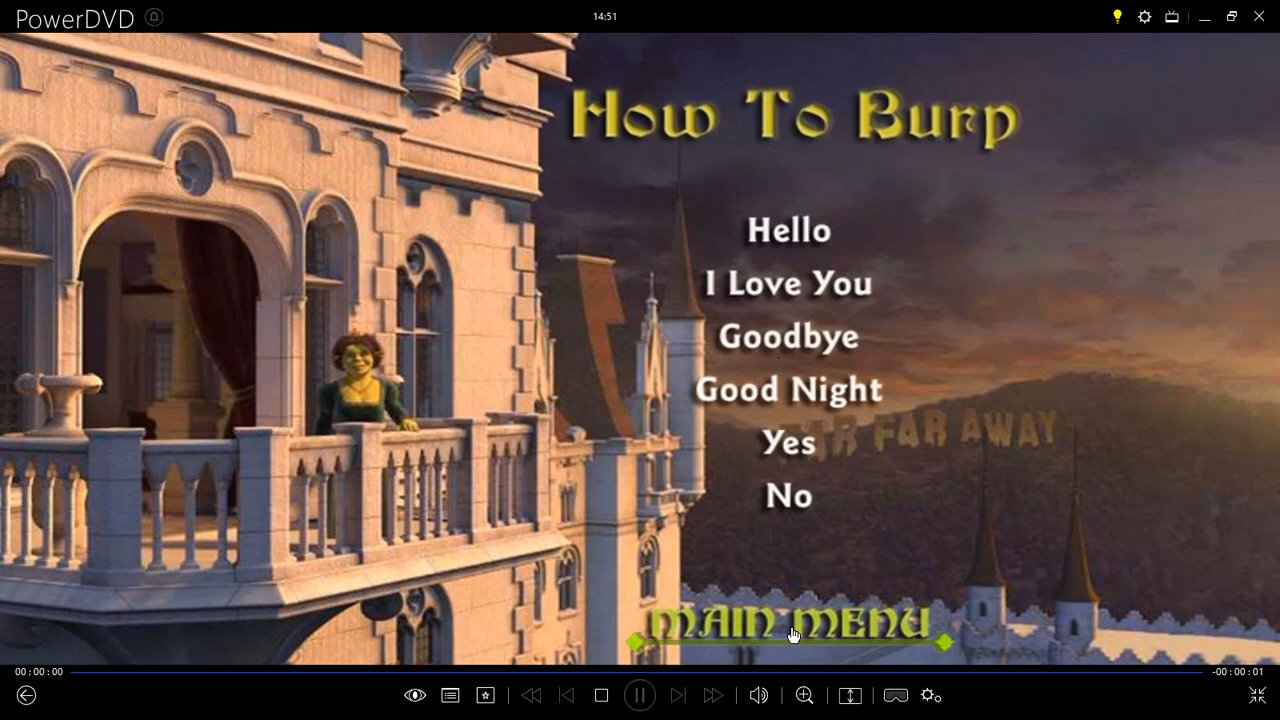 PowerDVD
14:51
How To Burp
Hello
I Love You
Goodbye
Good Night
FAR AWAY
Yes
No
MAIN MENU
00:00:00
-00:00:01